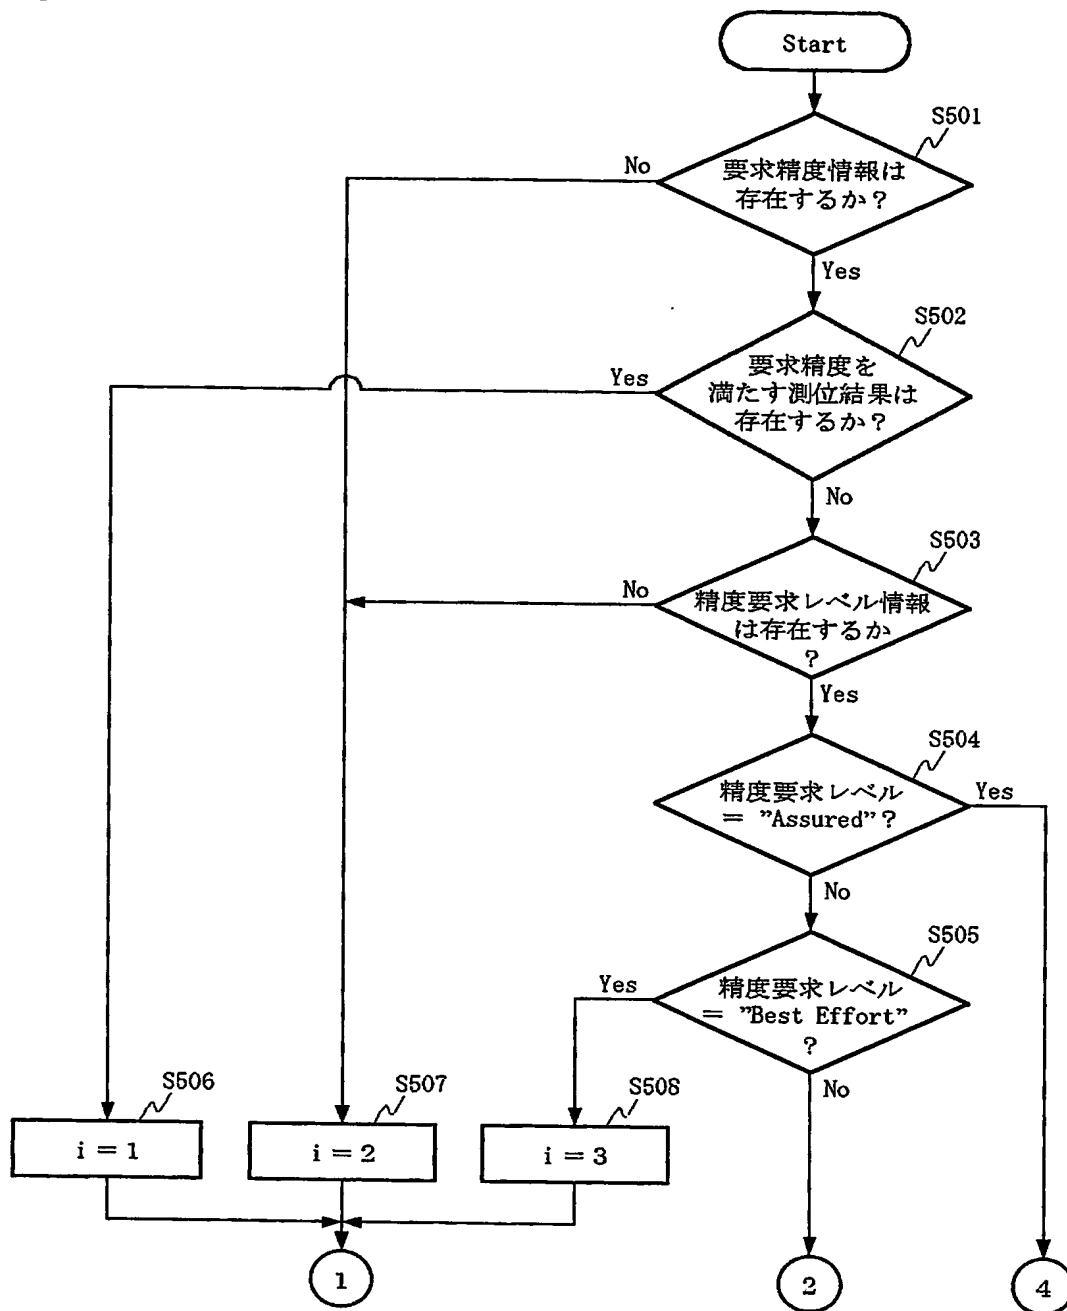 Start
S501
要求精度情報は
存在するか？
No
Yes
S502
要求精度を
満たす測位結果は
存在するか？
Yes
No
S503
精度要求レベル情報
は存在するか
？
No
Yes
S504
精度要求レベル
＝ ”Assured”？
Yes
No
S505
精度要求レベル
＝ ”Best Effort”
？
Yes
No
S506
i = 1
S507
i = 2
S508
i = 3
1
2
4